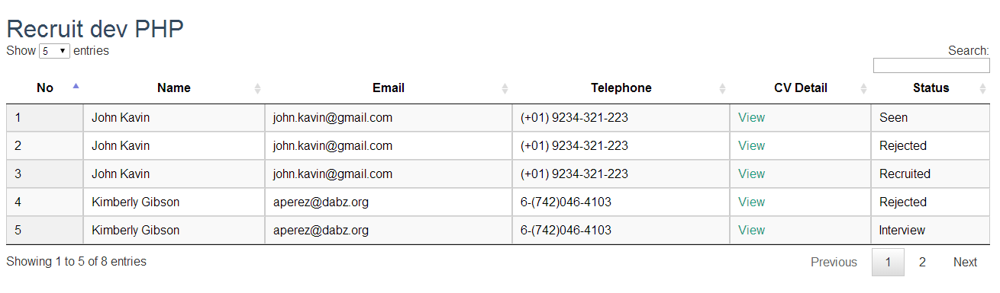 Recruit dev PHP
Show 5 entries
Search:
No Name Email Telephone CV Detail Status
1 John Kavin john.kavin@gmail.com (+01) 9234-321-223 View Seen
2 John Kavin john.kavin@gmail.com (+01) 9234-321-223 View Rejected
3 John Kavin john.kavin@gmail.com (+01) 9234-321-223 View Recruited
4 Kimberly Gibson aperez@dabz.org 6-(742)046-4103 View Rejected
5 Kimberly Gibson aperez@dabz.org 6-(742)046-4103 View Interview
Showing 1 to 5 of 8 entries Previous 1 2 Next